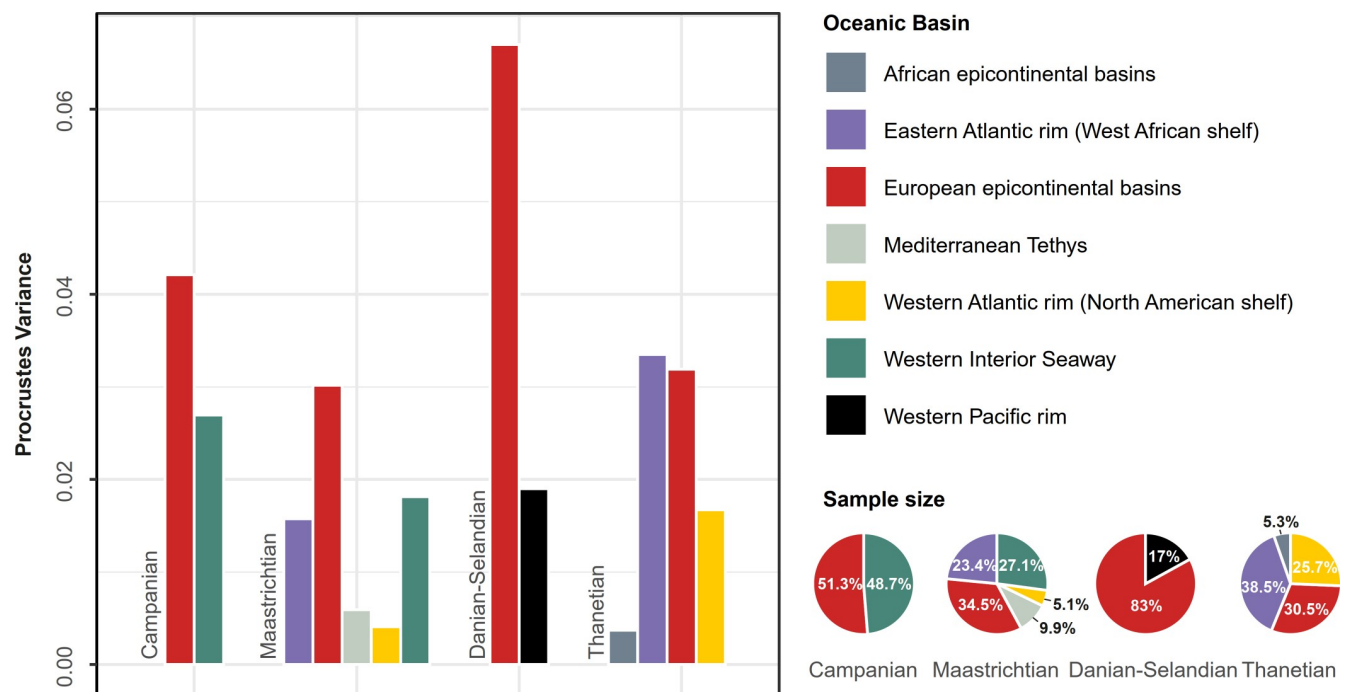 Procrustes Variance
0.06
0.04
0.02
0.00
Campanian
Maastrichtian
Danian-Selandian
Thanetian
Oceanic Basin
African epicontinental basins
Eastern Atlantic rim (West African shelf)
European epicontinental basins
Mediterranean Tethys
Western Atlantic rim (North American shelf)
Western Interior Seaway
Western Pacific rim
Sample size
51.3% 48.7%
23.4% 27.1%
34.5%
5.1%
9.9%
17%
83%
5.3%
25.7%
38.5%
30.5%
Campanian Maastrichtian Danian-Selandian Thanetian